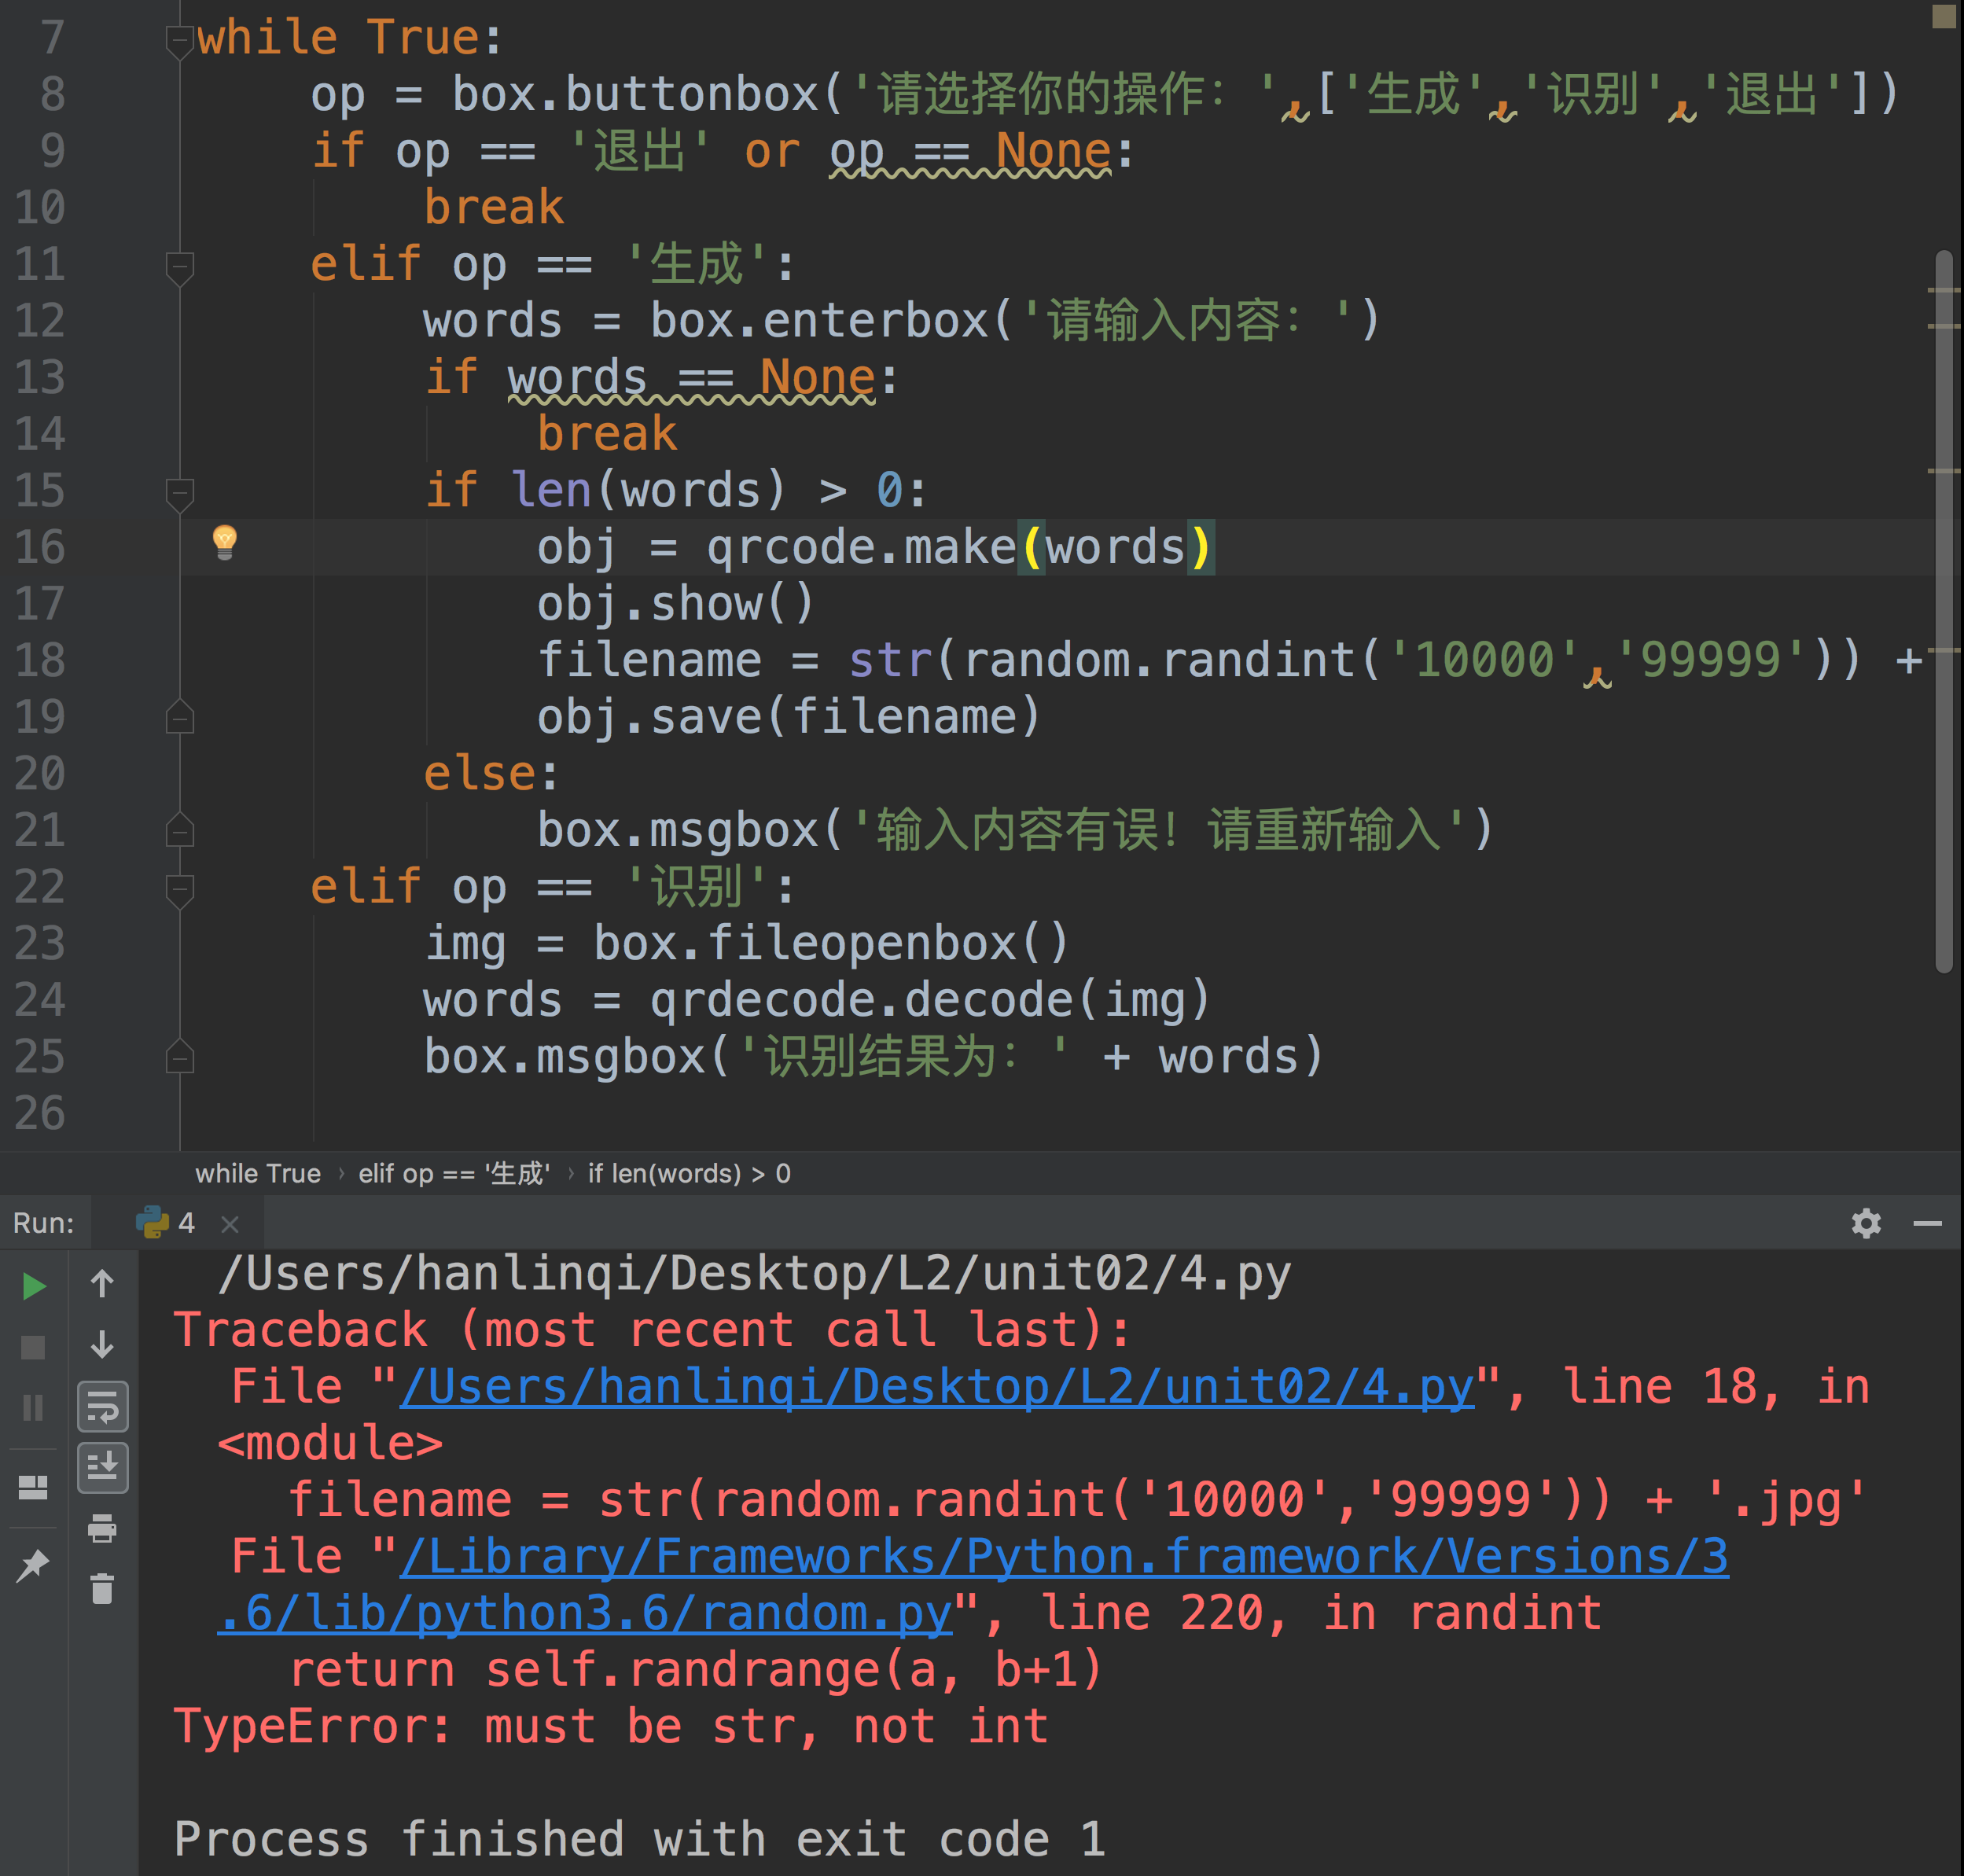 7 while True:
8 op = box.buttonbox('请选择你的操作：',['生成','识别','退出'])
9 if op == '退出' or op == None:
10 break
11 elif op == '生成':
12 words = box.enterbox('请输入内容：')
13 if words == None:
14 break
15 if len(words) > 0:
16 obj = qrcode.make(words)
17 obj.show()
18 filename = str(random.randint('10000','99999')) +
19 obj.save(filename)
20 else:
21 box.msgbox('输入内容有误！请重新输入')
22 elif op == '识别':
23 img = box.fileopenbox()
24 words = qrdecode.decode(img)
25 box.msgbox('识别结果为：' + words)
26
while True › elif op == '生成' › if len(words) > 0
Run: 4 ×
/Users/hanlinqi/Desktop/L2/unit02/4.py
Traceback (most recent call last):
File "/Users/hanlinqi/Desktop/L2/unit02/4.py", line 18, in
<module>
filename = str(random.randint('10000','99999')) + '.jpg'
File "/Library/Frameworks/Python.framework/Versions/3
.6/lib/python3.6/random.py", line 220, in randint
return self.randrange(a, b+1)
TypeError: must be str, not int
Process finished with exit code 1